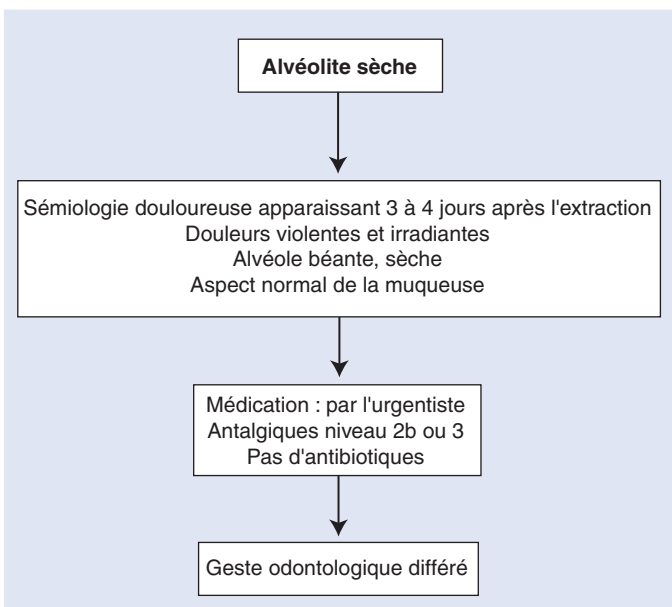 Alvéolite sèche
Sémiologie douloureuse apparaissant 3 à 4 jours après l'extraction
Douleurs violentes et irradiantes
Alvéole béante, sèche
Aspect normal de la muqueuse
Médication : par l'urgentiste
Antalgiques niveau 2b ou 3
Pas d'antibiotiques
Geste odontologique différé